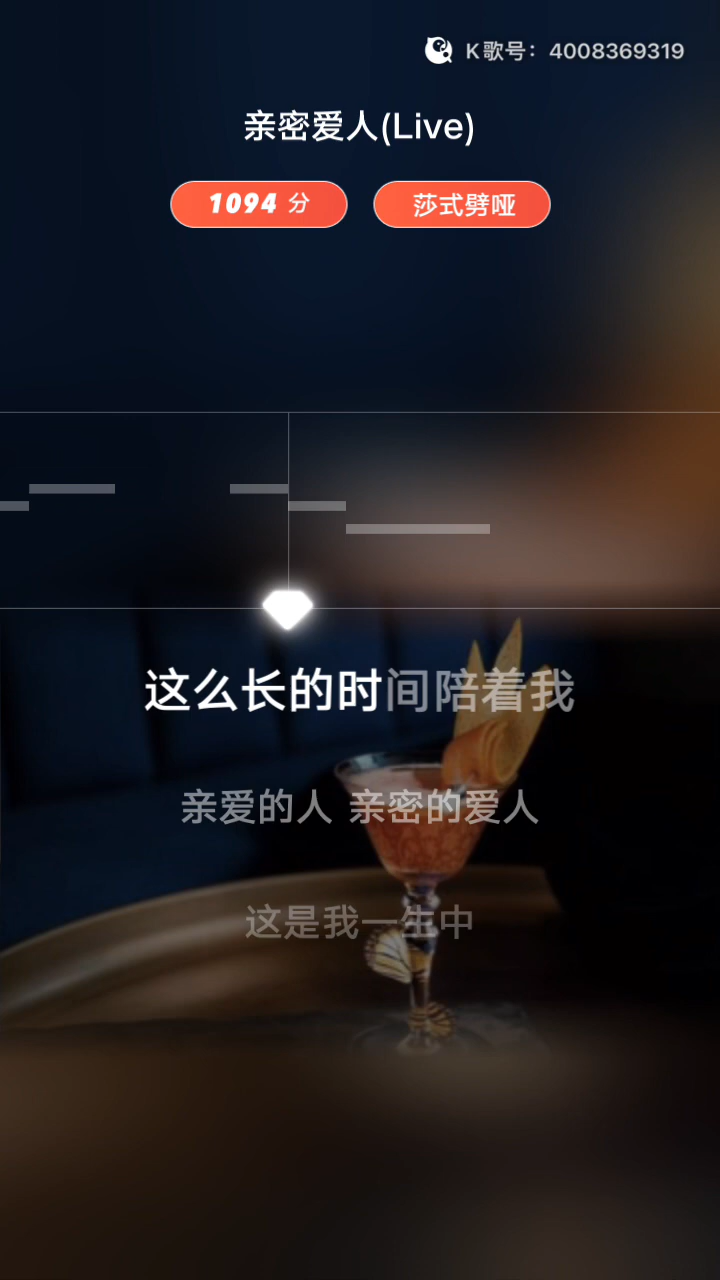 K歌号：4008369319
亲密爱人(Live)
1094 分
莎式劈哑
这么长的时间陪着我
亲爱的人 亲密的爱人
这是我一生中